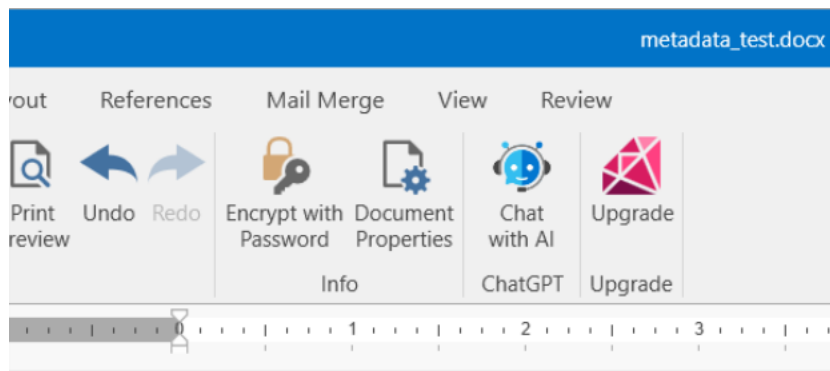 metadata_test.docx
yout References Mail Merge View Review
Print Undo Redo Encrypt with Document Chat Upgrade
review Password Properties with AI
Info ChatGPT Upgrade
0 1 2 3